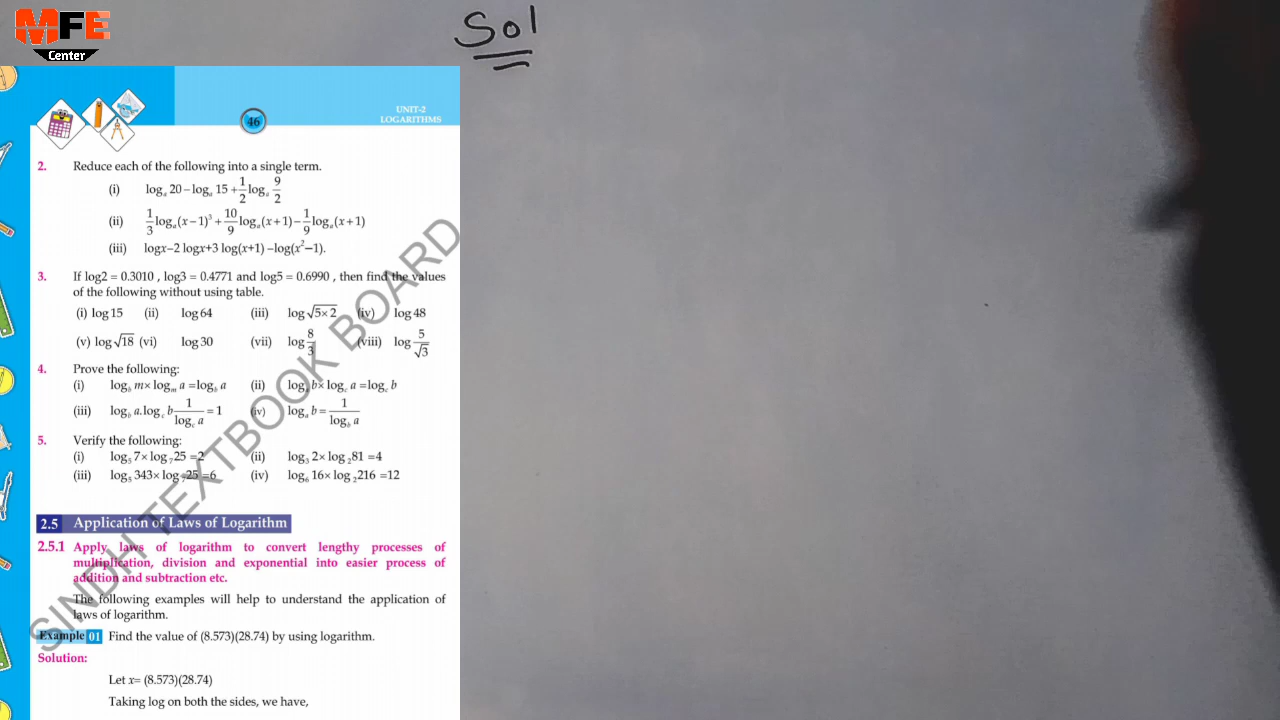 MFE
Center
Sol
UNIT-2
LOGARITHMS
46
2. Reduce each of the following into a single term.
(i) logₐ 20 − logₐ 15 + 1/2 logₐ 9/2
(ii) 1/3 logₐ(x−1)³ + 10/9 logₐ(x+1) − 1/9 logₐ(x+1)
(iii) logx−2 logx+3 log(x+1) −log(x²−1).
3. If log2 = 0.3010 , log3 = 0.4771 and log5 = 0.6990 , then find the values
of the following without using table.
(i) log 15 (ii) log 64 (iii) log √5×2 (iv) log 48
(v) log √18 (vi) log 30 (vii) log 8/3 (viii) log 5/√3
4. Prove the following:
(i) log_b m× log_m a =log_b a (ii) logₐ b× log_c a =log_c b
(iii) log_b a.log_c b 1/log_c a = 1 (iv) logₐ b = 1/log_b a
5. Verify the following:
(i) log₅ 7× log₇ 25 =2 (ii) log₃ 2× log₂ 81 =4
(iii) log₅ 343× log₇ 25 =6 (iv) log₆ 16× log₂ 216 =12
2.5 Application of Laws of Logarithm
2.5.1 Apply laws of logarithm to convert lengthy processes of
multiplication, division and exponential into easier process of
addition and subtraction etc.
The following examples will help to understand the application of
laws of logarithm.
Example 01 Find the value of (8.573)(28.74) by using logarithm.
Solution:
Let x= (8.573)(28.74)
Taking log on both the sides, we have,
SINDH TEXTBOOK BOARD